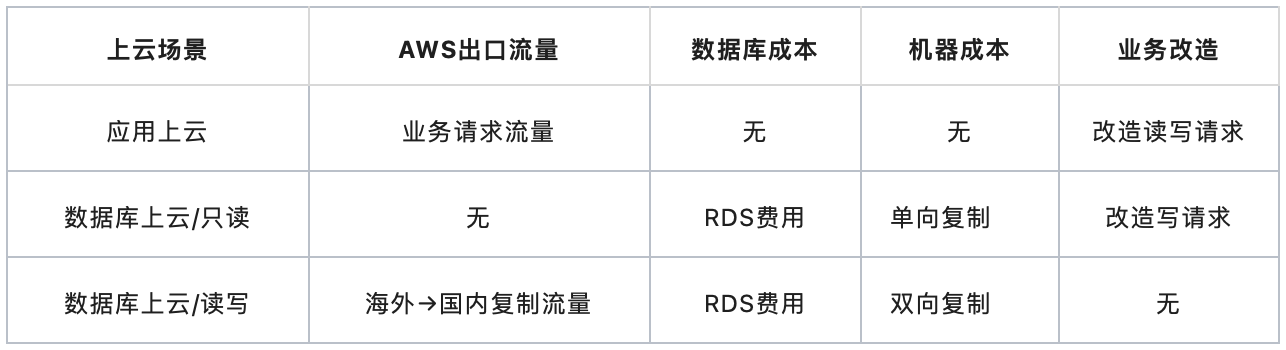 上云场景 AWS出口流量 数据库成本 机器成本 业务改造
应用上云 业务请求流量 无 无 改造读写请求
数据库上云/只读 无 RDS费用 单向复制 改造写请求
数据库上云/读写 海外→国内复制流量 RDS费用 双向复制 无